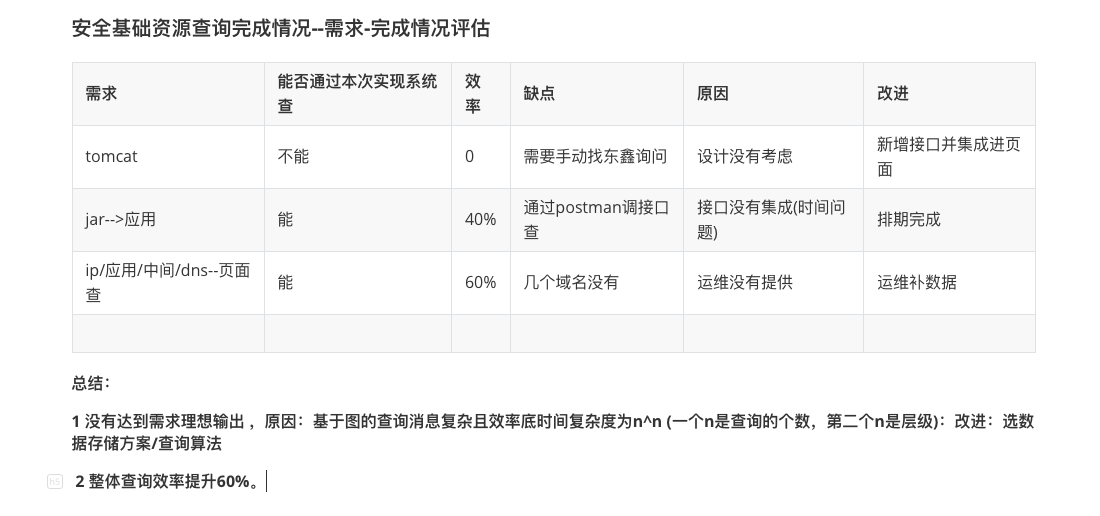 安全基础资源查询完成情况--需求-完成情况评估
需求 能否通过本次实现系统查 效率 缺点 原因 改进
tomcat 不能 0 需要手动找东鑫询问 设计没有考虑 新增接口并集成进页面
jar-->应用 能 40% 通过postman调接口查 接口没有集成(时间问题) 排期完成
ip/应用/中间/dns--页面查 能 60% 几个域名没有 运维没有提供 运维补数据
总结：
1 没有达到需求理想输出 ，原因：基于图的查询消息复杂且效率底时间复杂度为n^n (一个n是查询的个数，第二个n是层级)：改进：选数
据存储方案/查询算法
h5 2 整体查询效率提升60%。